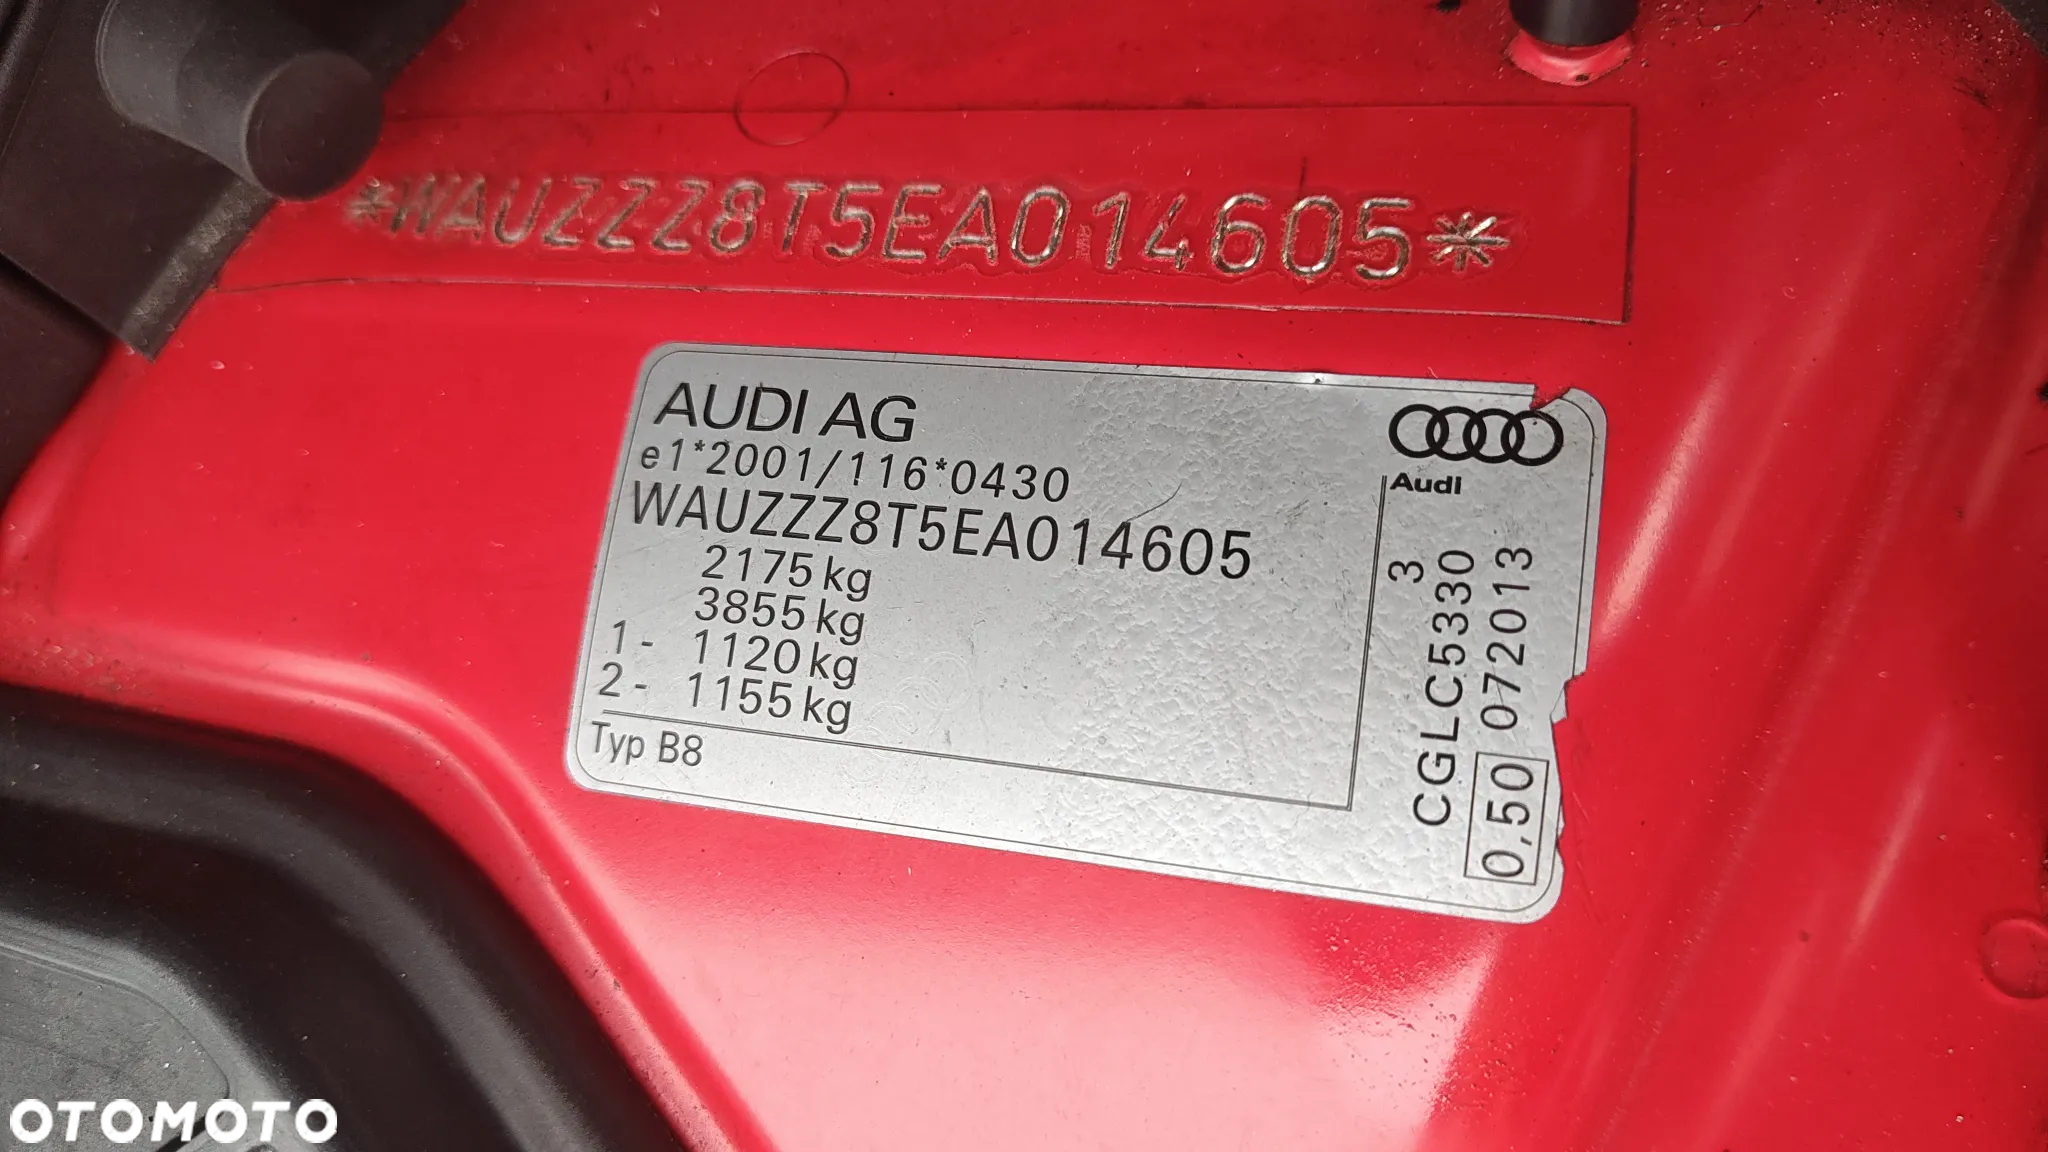 *WAUZZZ8T5EA014605*
AUDI AG
e1*2001/116*0430
WAUZZZ8T5EA014605
2175 kg
3855 kg
1- 1120 kg
2- 1155 kg
Typ B8
Audi
3
CGLC5330
0,50 072013
OTOMOTO